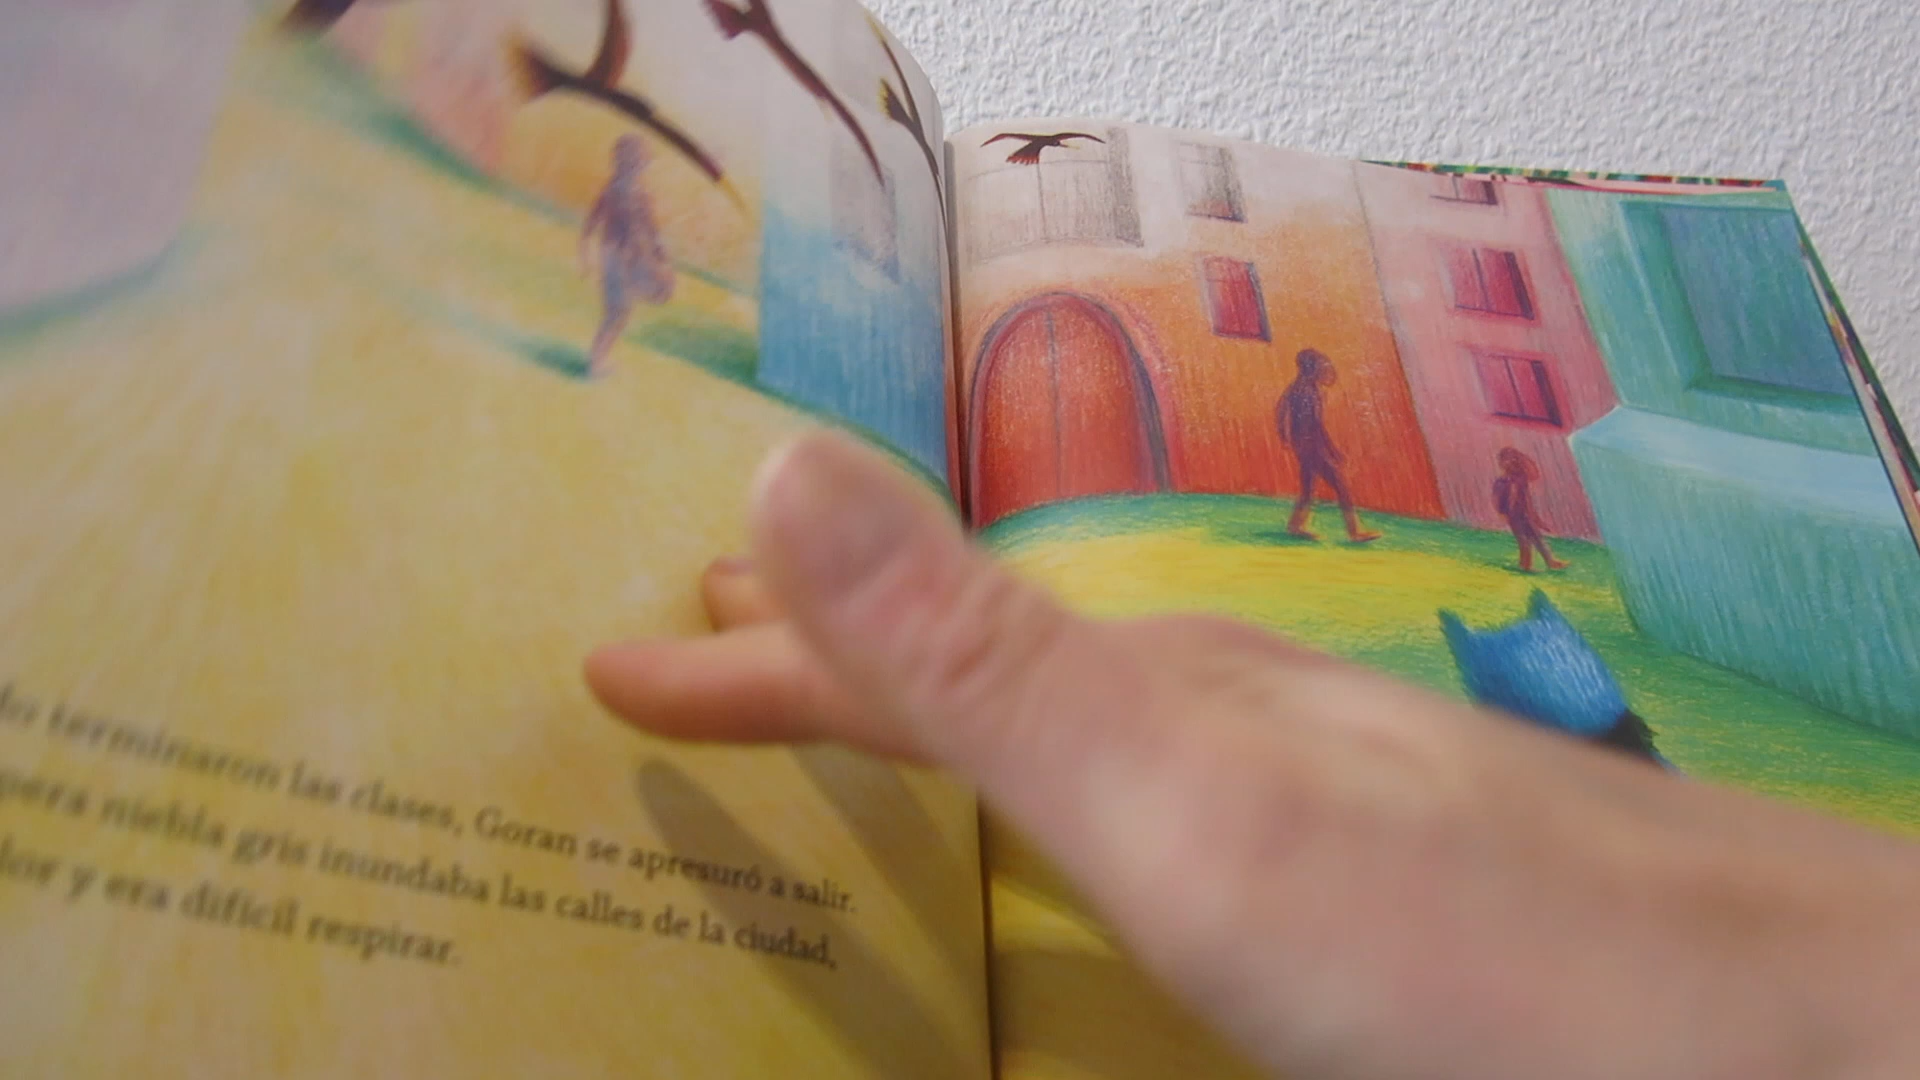 terminaron las clases, Goran se apresuró a salir.
niebla gris inundaba las calles de la ciudad,
y era difícil respirar.